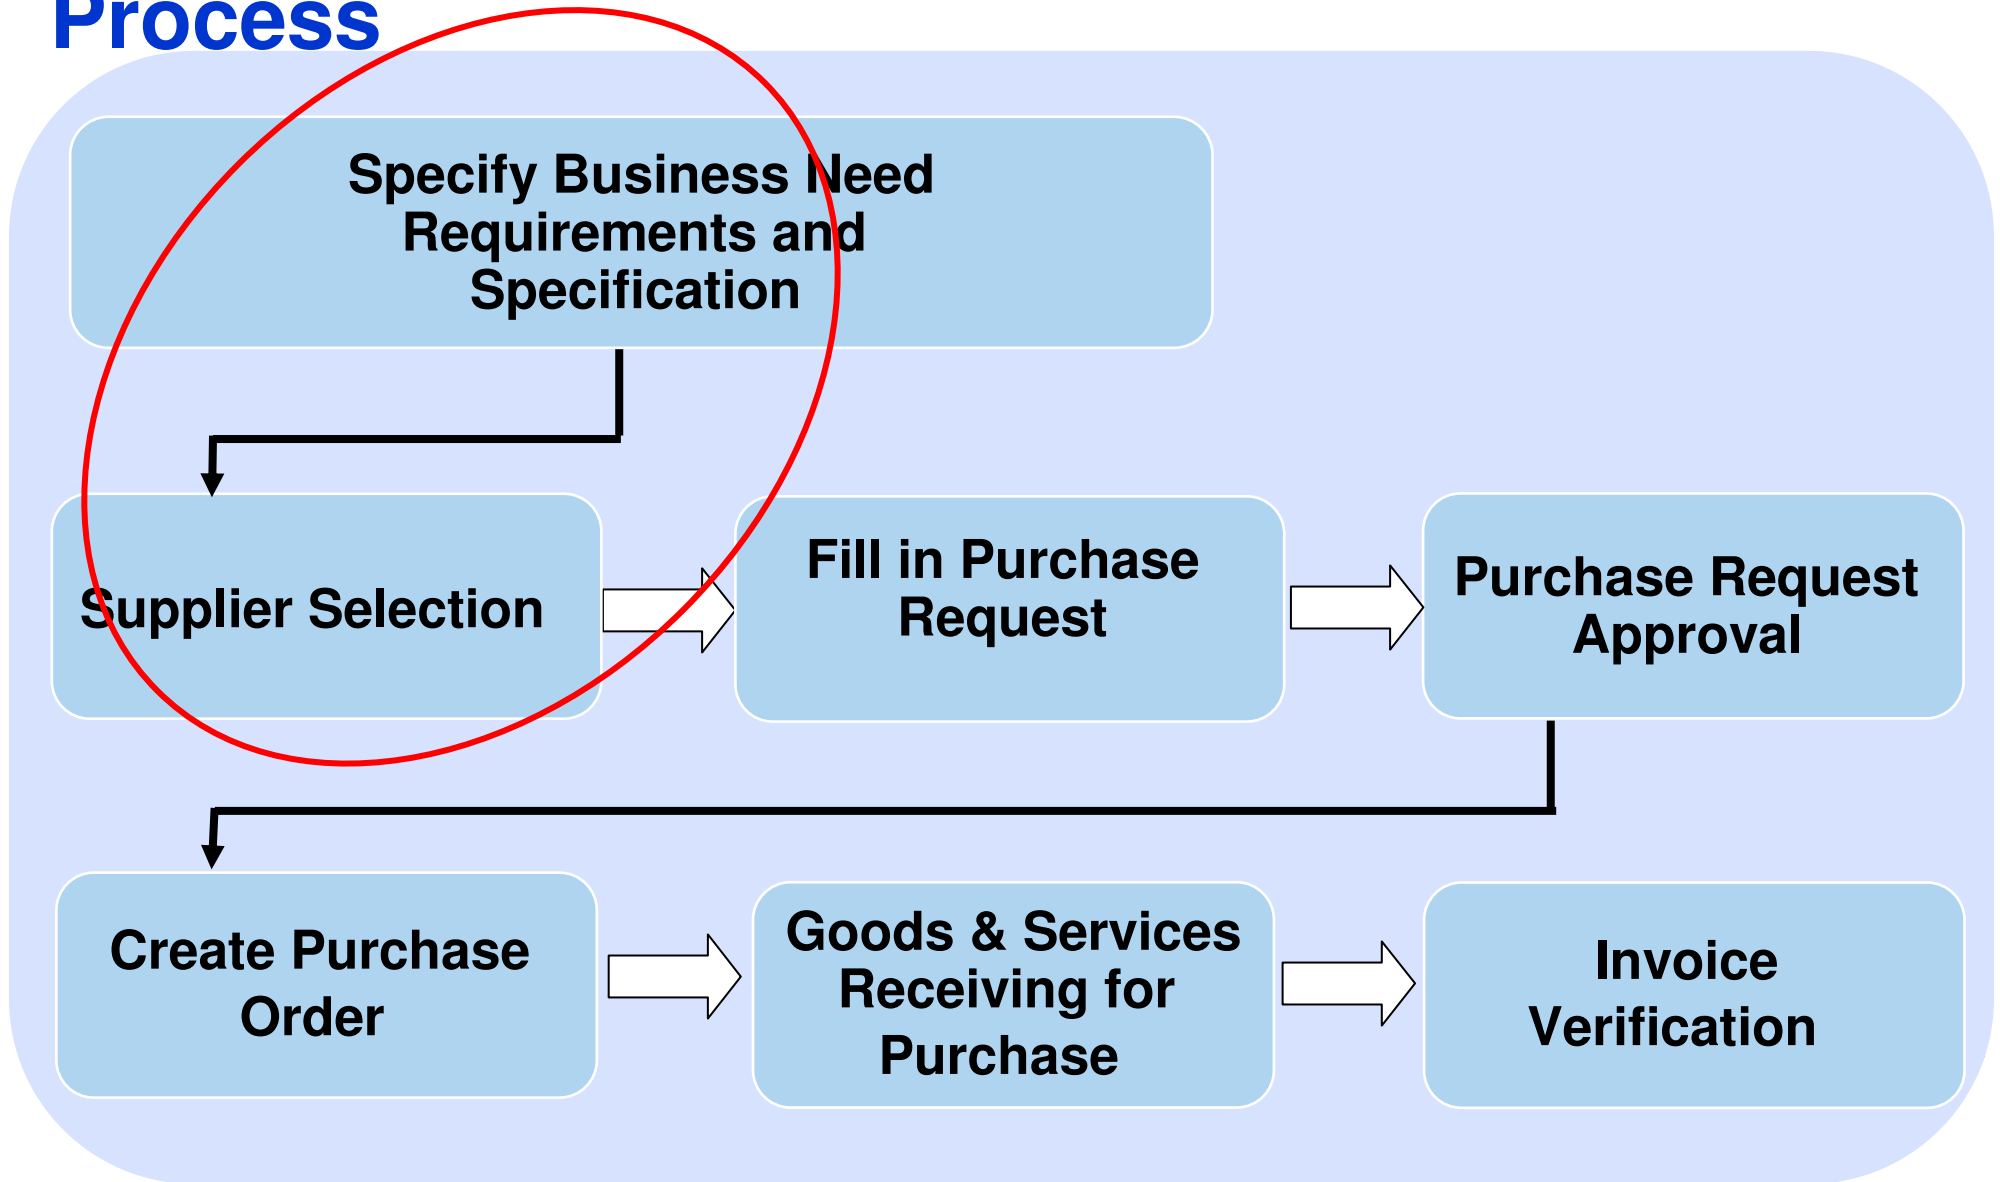 Process
Specify Business Need
Requirements and
Specification
Supplier Selection
Fill in Purchase
Request
Purchase Request
Approval
Create Purchase
Order
Goods & Services
Receiving for
Purchase
Invoice
Verification